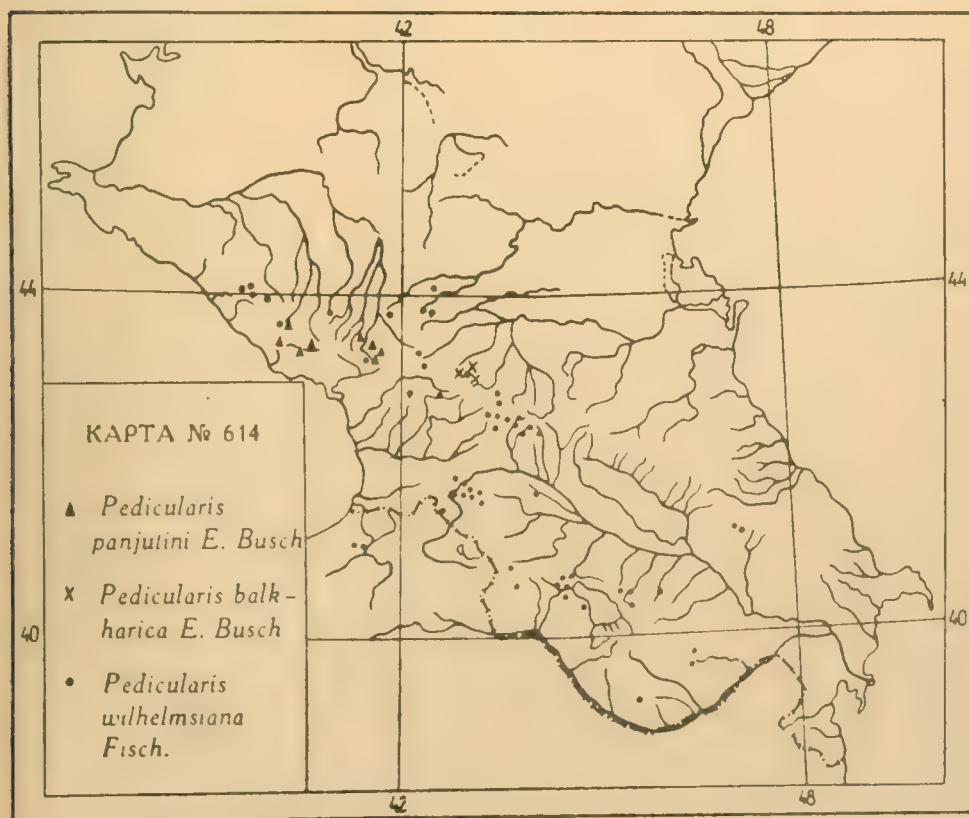 42 48
44 44
40 40
42 48
КАРТА № 614
▲ Pedicularis
panjutini E. Busch
× Pedicularis balk-
harica E. Busch
• Pedicularis
wilhelmsiana
Fisch.